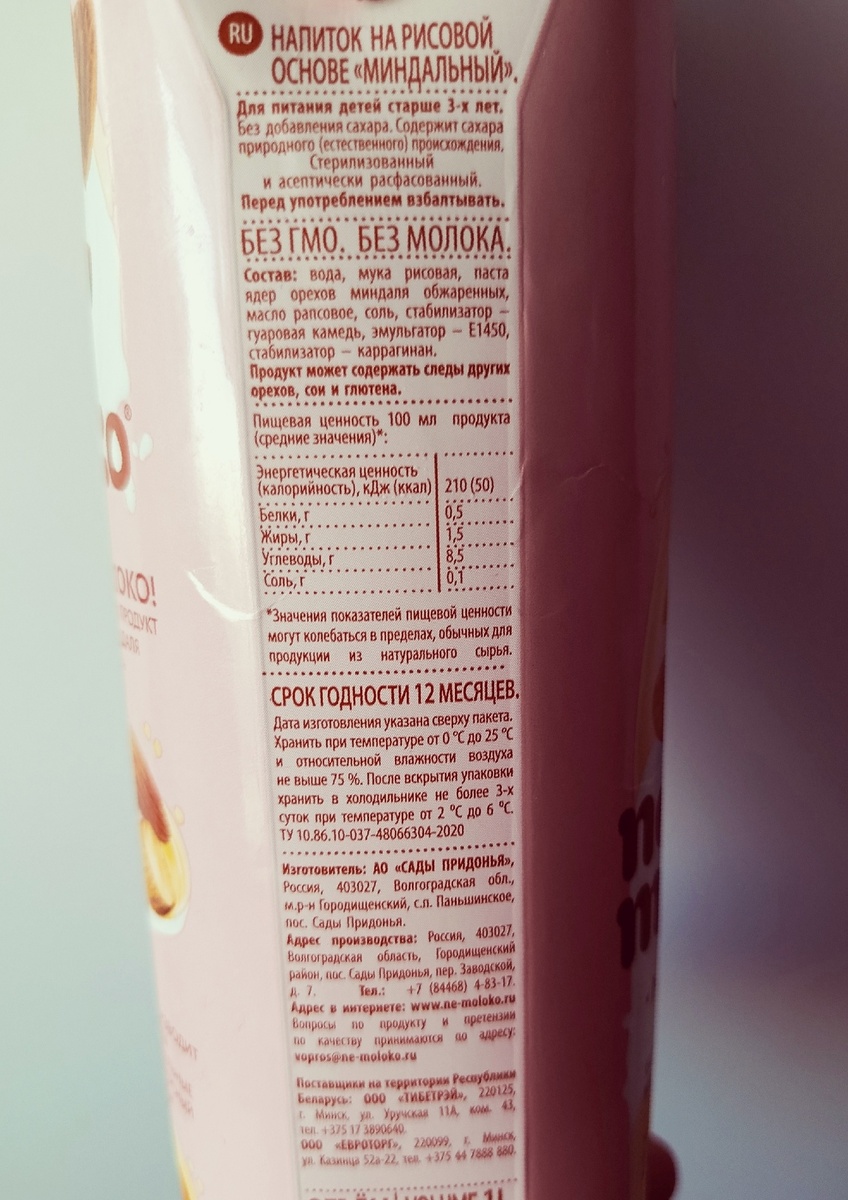 RU
НАПИТОК НА РИСОВОЙ
ОСНОВЕ «МИНДАЛЬНЫЙ».
Для питания детей старше 3-х лет.
Без добавления сахара. Содержит сахара
природного (естественного) происхождения.
Стерилизованный
и асептически расфасованный.
Перед употреблением взбалтывать.
БЕЗ ГМО. БЕЗ МОЛОКА.
Состав: вода, мука рисовая, паста
ядер орехов миндаля обжаренных,
масло рапсовое, соль, стабилизатор –
гуаровая камедь, эмульгатор – Е1450,
стабилизатор – каррагинан.
Продукт может содержать следы других
орехов, сои и глютена.
Пищевая ценность 100 мл продукта
(средние значения)*:
Энергетическая ценность
(калорийность), кДж (ккал) 210 (50)
Белки, г 0,5
Жиры, г 1,5
Углеводы, г 8,5
Соль, г 0,1
*Значения показателей пищевой ценности
могут колебаться в пределах, обычных для
продукции из натурального сырья.
СРОК ГОДНОСТИ 12 МЕСЯЦЕВ.
Дата изготовления указана сверху пакета.
Хранить при температуре от 0 °С до 25 °С
и относительной влажности воздуха
не выше 75 %. После вскрытия упаковки
хранить в холодильнике не более 3-х
суток при температуре от 2 °С до 6 °С.
ТУ 10.86.10-037-48066304-2020
Изготовитель: АО «САДЫ ПРИДОНЬЯ»,
Россия, 403027, Волгоградская обл.,
м.р-н Городищенский, с.п. Паньшинское,
пос. Сады Придонья.
Адрес производства: Россия, 403027,
Волгоградская область, Городищенский
район, пос. Сады Придонья, пер. Заводской,
д. 7. Тел.: +7 (84468) 4-83-17.
Адрес в интернете: www.ne-moloko.ru
Вопросы по продукту и претензии
по качеству принимаются по адресу:
vopros@ne-moloko.ru
Поставщики на территории Республики
Беларусь: ООО «ТИБЕТРЭЙ», 220125,
г. Минск, ул. Уручская 11А, ком. 43,
тел. +375 17 3890640.
ООО «ЕВРОТОРГ», 220099, г. Минск,
ул. Казинца 52а-22, тел. +375 44 7888 880.